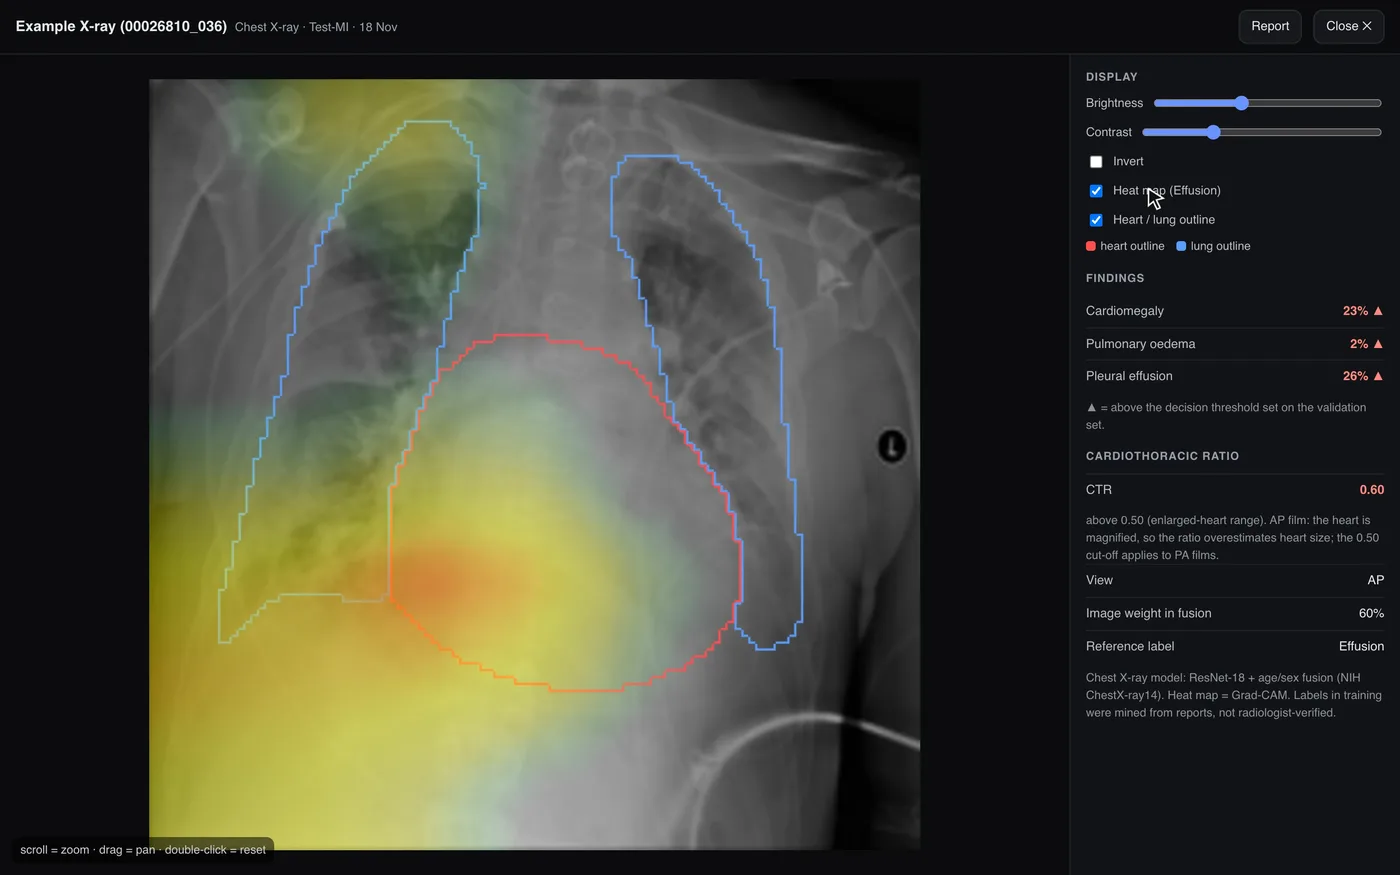 Example X-ray (00026810_036) Chest X-ray · Test-MI · 18 Nov
Report
Close ✕
DISPLAY
Brightness
Contrast
Invert
Heat map (Effusion)
Heart / lung outline
heart outline lung outline
FINDINGS
Cardiomegaly 23% ▲
Pulmonary oedema 2% ▲
Pleural effusion 26% ▲
▲ = above the decision threshold set on the validation
set.
CARDIOTHORACIC RATIO
CTR 0.60
above 0.50 (enlarged-heart range). AP film: the heart is
magnified, so the ratio overestimates heart size; the 0.50
cut-off applies to PA films.
View AP
Image weight in fusion 60%
Reference label Effusion
Chest X-ray model: ResNet-18 + age/sex fusion (NIH
ChestX-ray14). Heat map = Grad-CAM. Labels in training
were mined from reports, not radiologist-verified.
L
scroll = zoom · drag = pan · double-click = reset